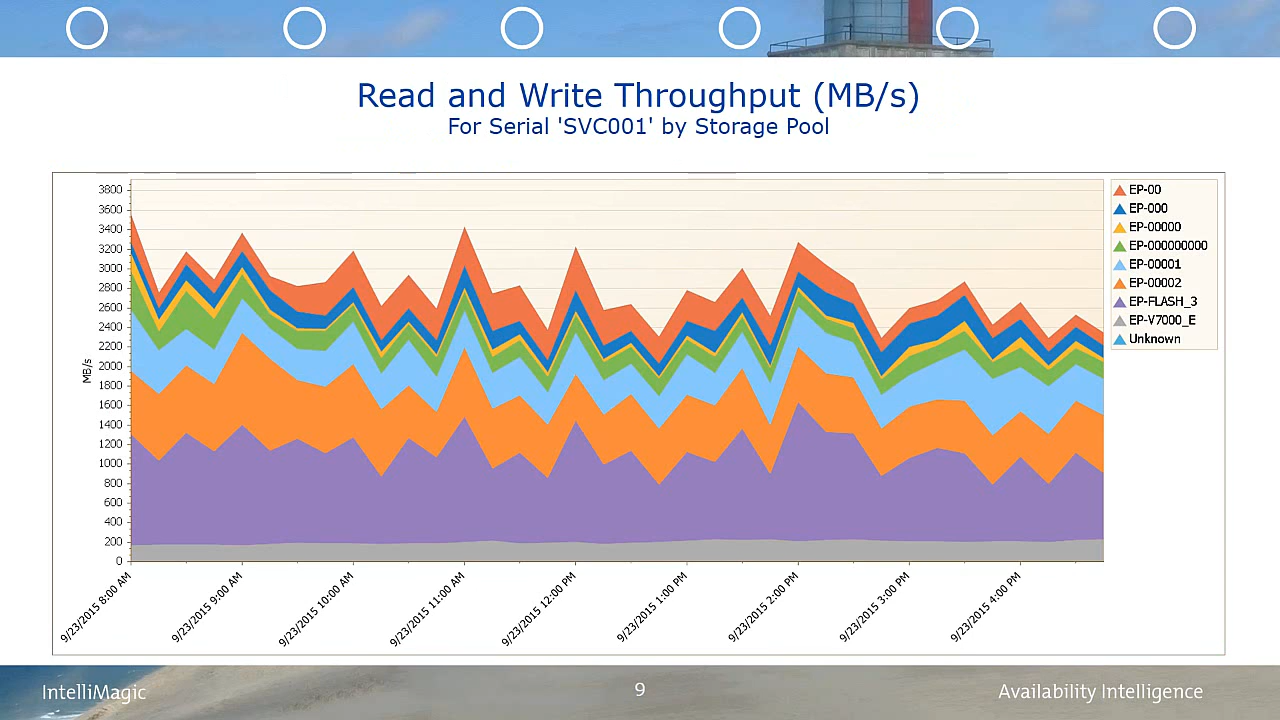 Read and Write Throughput (MB/s)
For Serial 'SVC001' by Storage Pool
3800
3600
3400
3200
3000
2800
2600
2400
2200
2000
1800
1600
1400
1200
1000
800
600
400
200
0
MB/s
9/23/2015 8:00 AM
9/23/2015 9:00 AM
9/23/2015 10:00 AM
9/23/2015 11:00 AM
9/23/2015 12:00 PM
9/23/2015 1:00 PM
9/23/2015 2:00 PM
9/23/2015 3:00 PM
9/23/2015 4:00 PM
EP-00
EP-000
EP-00000
EP-000000000
EP-00001
EP-00002
EP-FLASH_3
EP-V7000_E
Unknown
IntelliMagic
9
Availability Intelligence